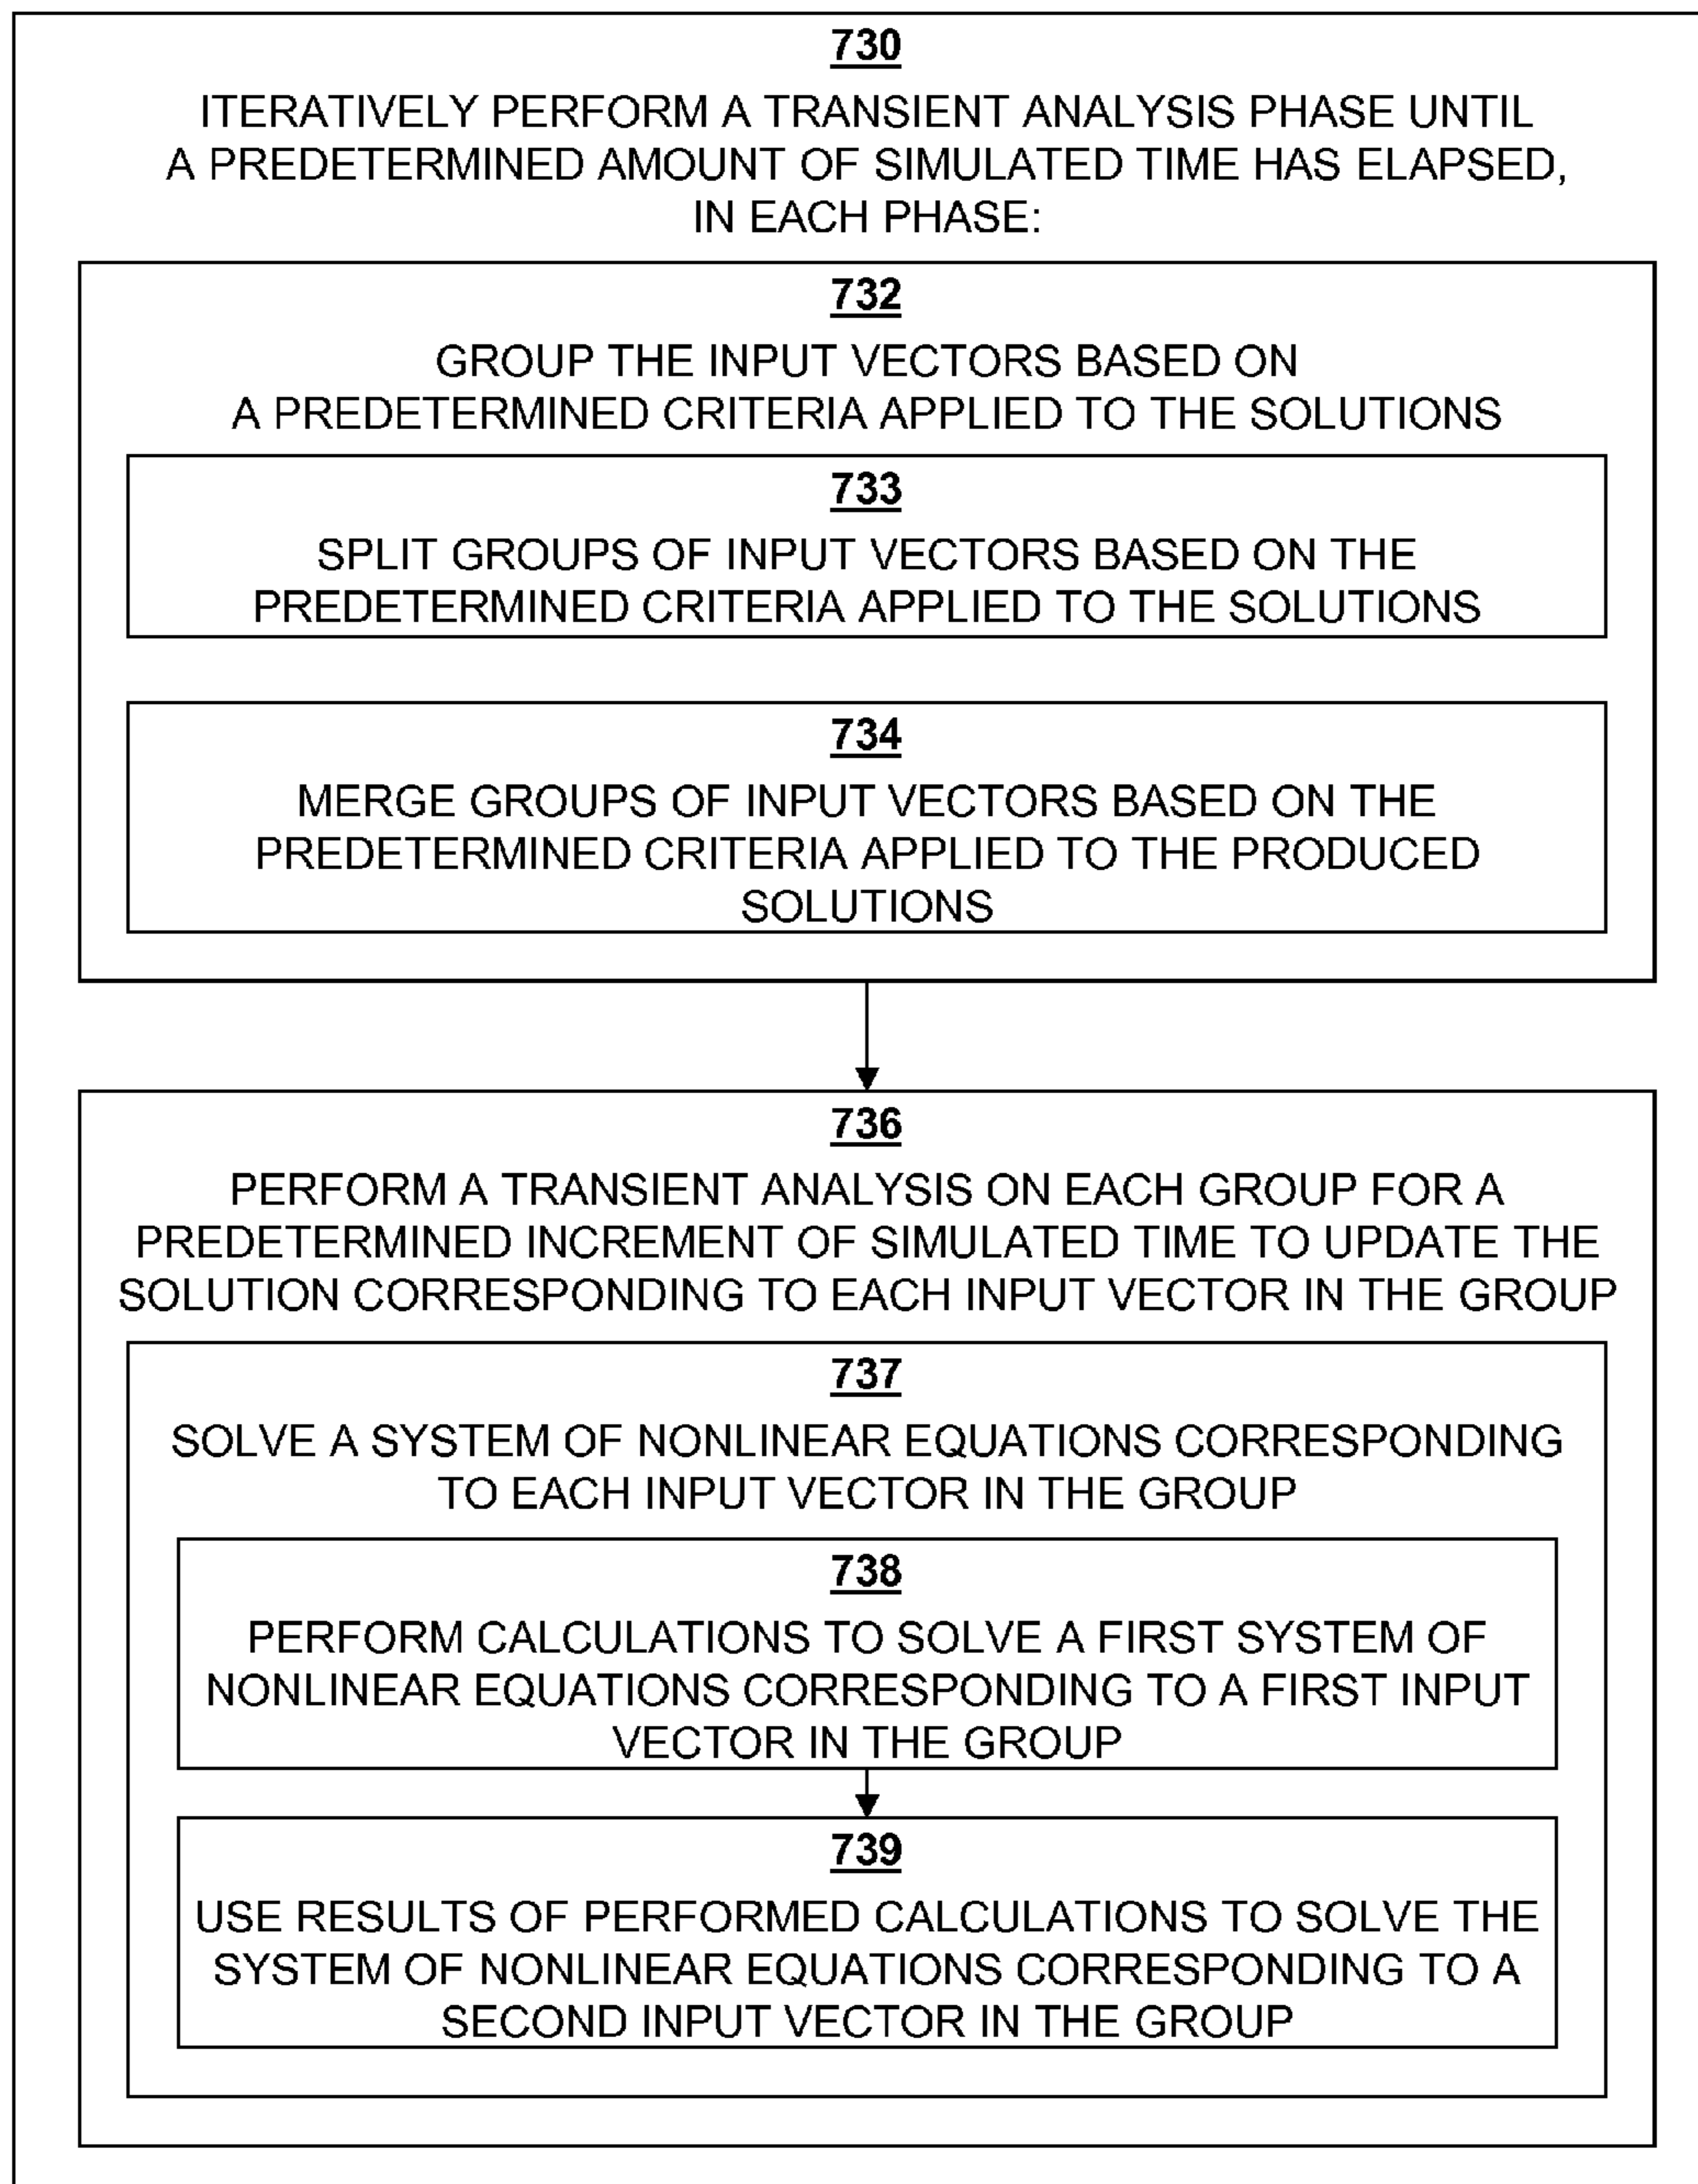 730
ITERATIVELY PERFORM A TRANSIENT ANALYSIS PHASE UNTIL
A PREDETERMINED AMOUNT OF SIMULATED TIME HAS ELAPSED,
IN EACH PHASE:
732
GROUP THE INPUT VECTORS BASED ON
A PREDETERMINED CRITERIA APPLIED TO THE SOLUTIONS
733
SPLIT GROUPS OF INPUT VECTORS BASED ON THE
PREDETERMINED CRITERIA APPLIED TO THE SOLUTIONS
734
MERGE GROUPS OF INPUT VECTORS BASED ON THE
PREDETERMINED CRITERIA APPLIED TO THE PRODUCED
SOLUTIONS
736
PERFORM A TRANSIENT ANALYSIS ON EACH GROUP FOR A
PREDETERMINED INCREMENT OF SIMULATED TIME TO UPDATE THE
SOLUTION CORRESPONDING TO EACH INPUT VECTOR IN THE GROUP
737
SOLVE A SYSTEM OF NONLINEAR EQUATIONS CORRESPONDING
TO EACH INPUT VECTOR IN THE GROUP
738
PERFORM CALCULATIONS TO SOLVE A FIRST SYSTEM OF
NONLINEAR EQUATIONS CORRESPONDING TO A FIRST INPUT
VECTOR IN THE GROUP
739
USE RESULTS OF PERFORMED CALCULATIONS TO SOLVE THE
SYSTEM OF NONLINEAR EQUATIONS CORRESPONDING TO A
SECOND INPUT VECTOR IN THE GROUP